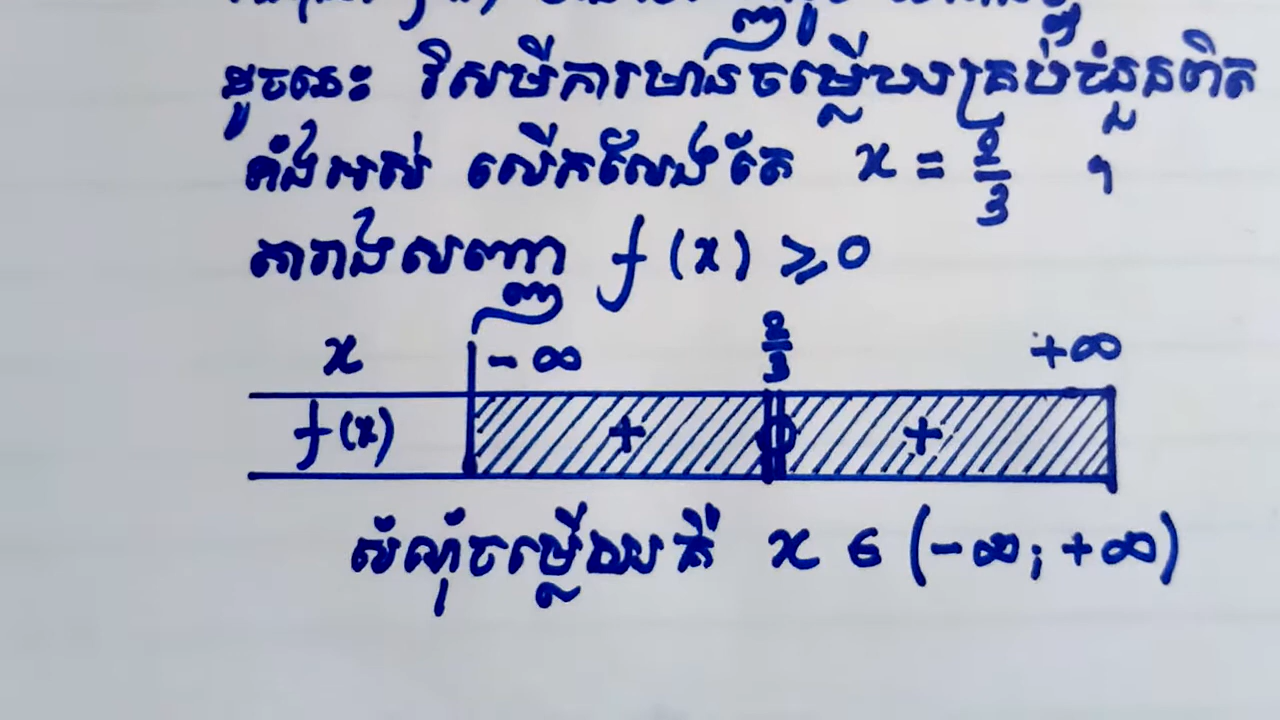 ដូចនេះ វិសមីការមានចម្លើយគ្រប់ចំនួនពិត
ទាំងអស់ លើកលែងតែ x = 2/3 ។
តារាងសញ្ញា f(x) ⩾ 0
x -∞ 2/3 +∞
f(x) + 0 +
សំណុំចម្លើយគឺ x ∈ (-∞; +∞)